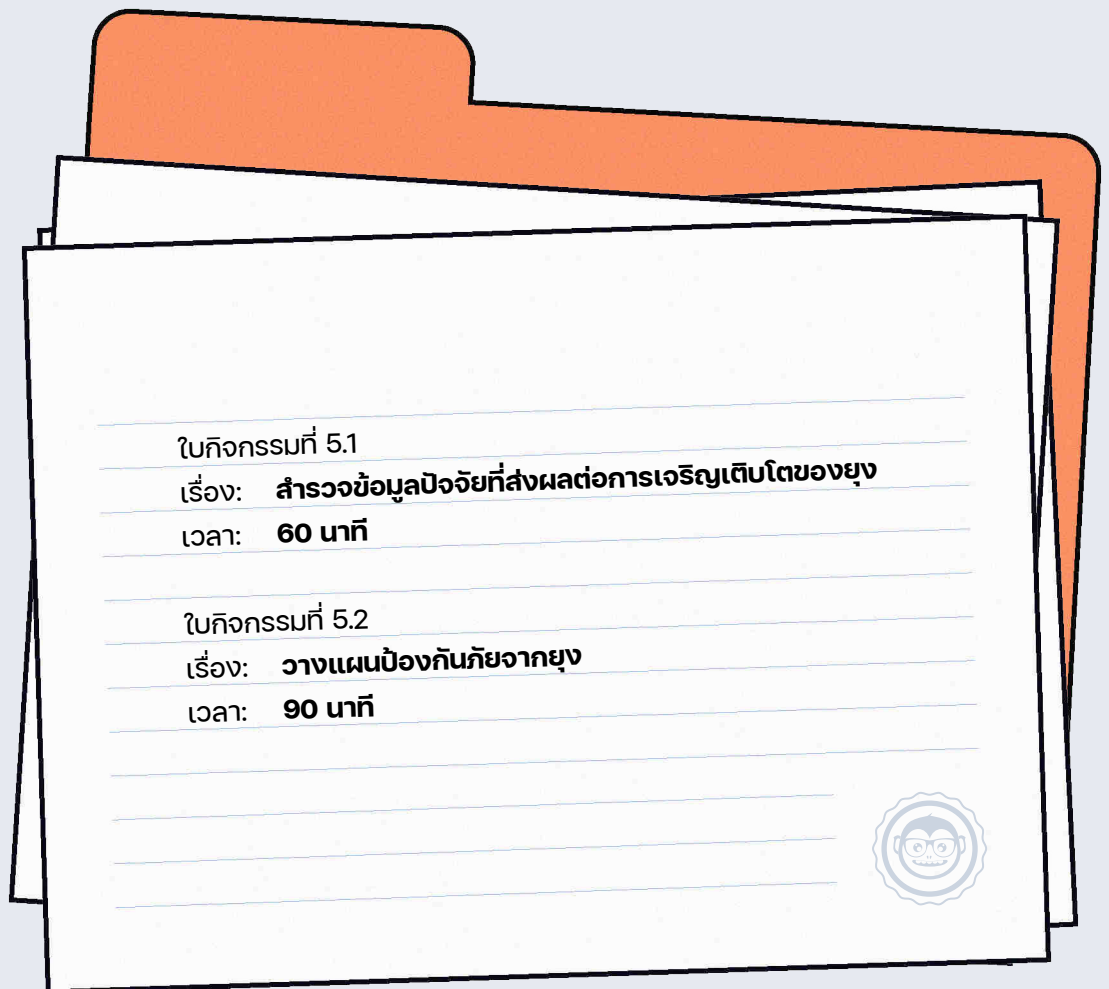 ใบกิจกรรมที่ 5.1
เรื่อง: สำรวจข้อมูลปัจจัยที่ส่งผลต่อการเจริญเติบโตของยุง
เวลา: 60 นาที
ใบกิจกรรมที่ 5.2
เรื่อง: วางแผนป้องกันภัยจากยุง
เวลา: 90 นาที